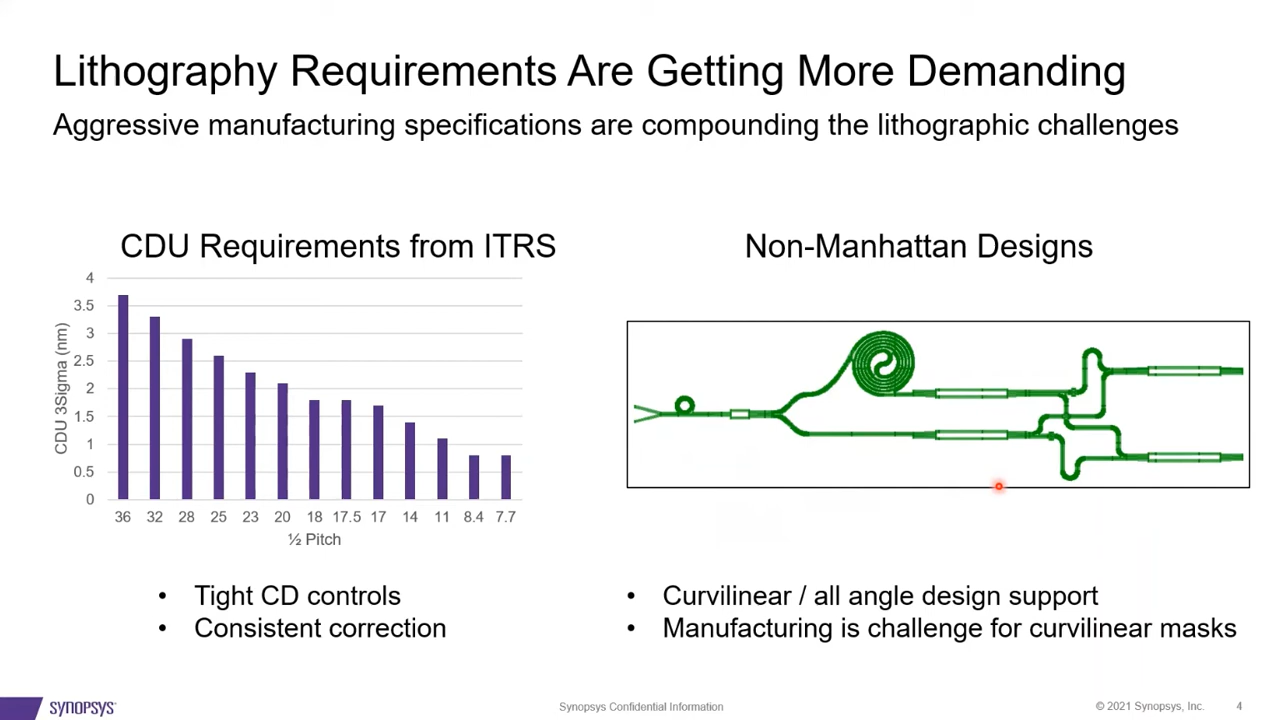 Lithography Requirements Are Getting More Demanding
Aggressive manufacturing specifications are compounding the lithographic challenges
CDU Requirements from ITRS
CDU 3Sigma (nm)
4
3.5
3
2.5
2
1.5
1
0.5
0
36 32 28 25 23 20 18 17.5 17 14 11 8.4 7.7
½ Pitch
• Tight CD controls
• Consistent correction
Non-Manhattan Designs
• Curvilinear / all angle design support
• Manufacturing is challenge for curvilinear masks
SYNOPSYS®
Synopsys Confidential Information
© 2021 Synopsys, Inc.
4